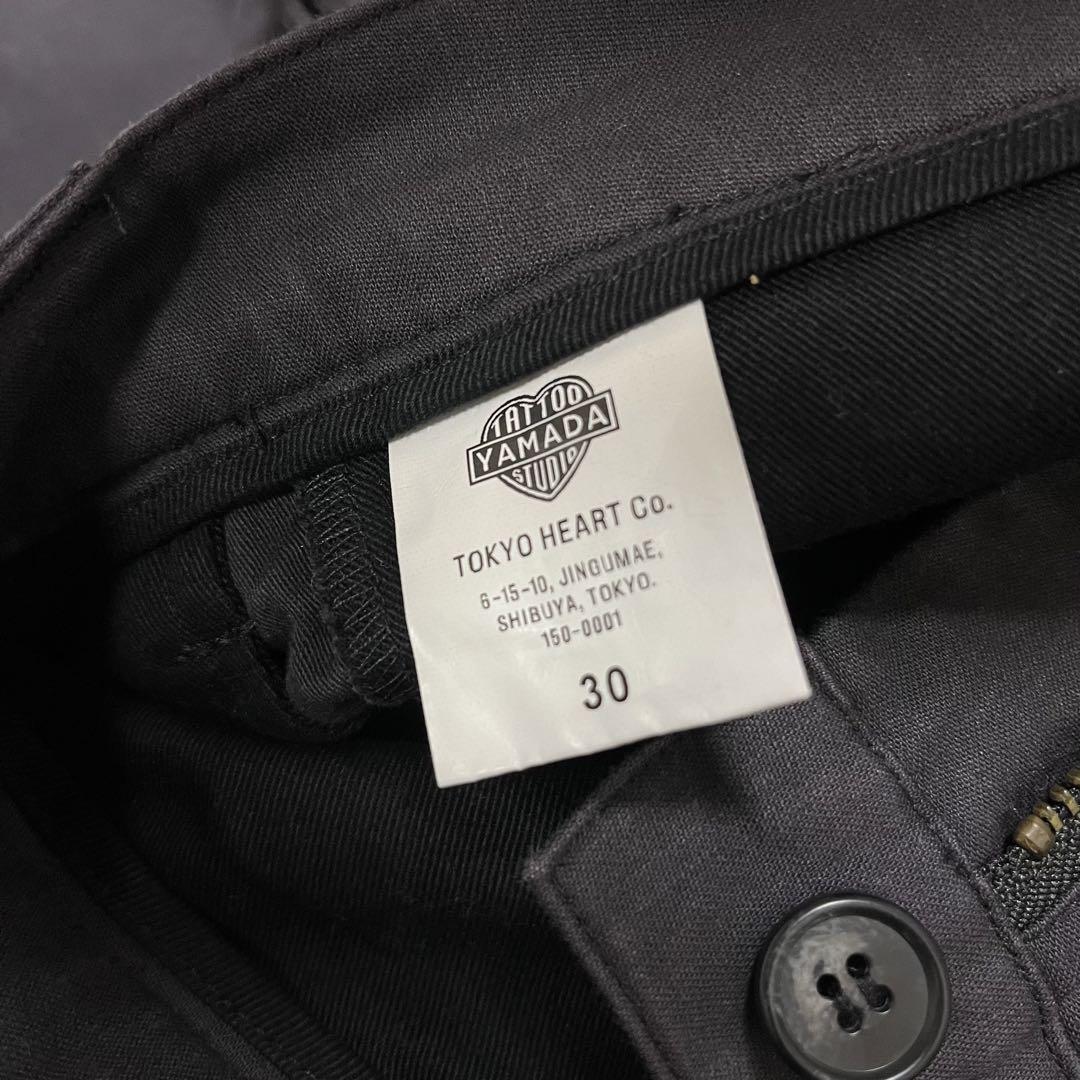 TATTOO
YAMADA
STUDIO
TOKYO HEART Co.
6-15-10, JINGUMAE,
SHIBUYA, TOKYO.
150-0001
30